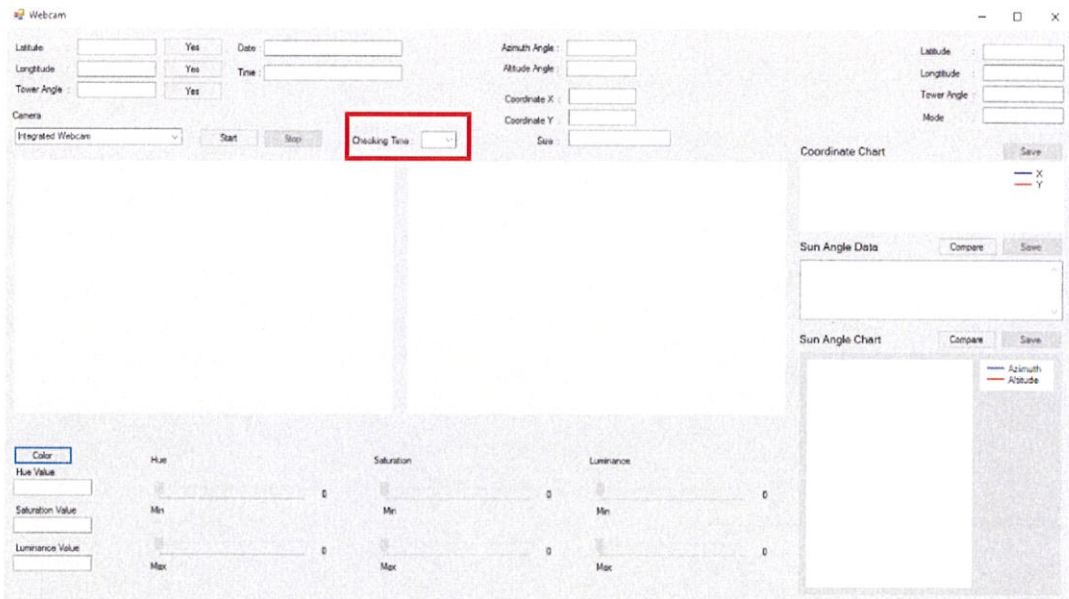 Webcam
Latitute : Yes Date : Azimuth Angle : Latitude :
Longtitude : Yes Time : Altitude Angle : Longtitude :
Tower Angle : Yes Coordinate X : Tower Angle :
Camera Coordinate Y : Mode :
Integrated Webcam Start Stop Checking Time : Size :
Coordinate Chart Save
X
Y
Sun Angle Data Compare Save
Sun Angle Chart Compare Save
Azimuth
Altitude
Color
Hue Value Hue Saturation Luminance
0 0 0
Saturation Value Min Min Min
Luminance Value 0 0 0
Max Max Max